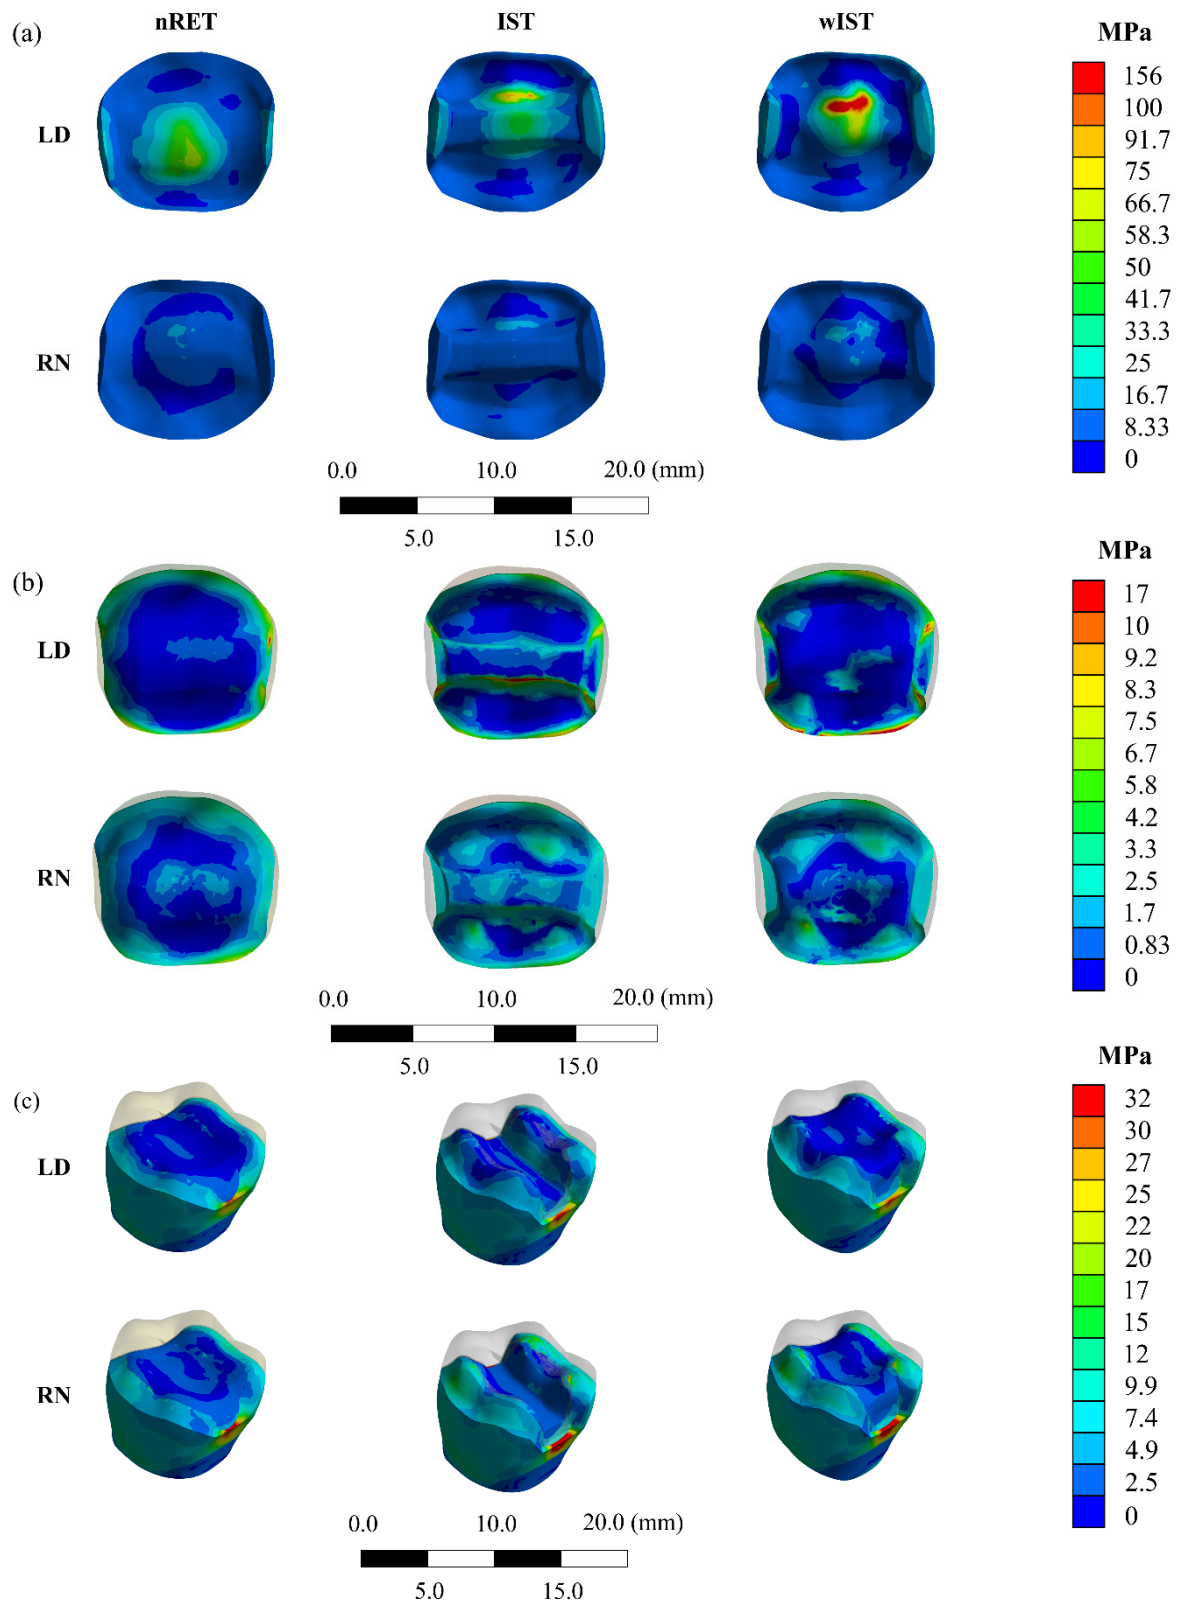 (a)
nRET
IST
wIST
MPa
LD
156
100
91.7
75
66.7
58.3
50
41.7
33.3
25
16.7
8.33
0
RN
0.0
10.0
20.0 (mm)
5.0
15.0
(b)
MPa
LD
17
10
9.2
8.3
7.5
6.7
5.8
4.2
3.3
2.5
1.7
0.83
0
RN
0.0
10.0
20.0 (mm)
5.0
15.0
(c)
MPa
LD
32
30
27
25
22
20
17
15
12
9.9
7.4
4.9
2.5
0
RN
0.0
10.0
20.0 (mm)
5.0
15.0